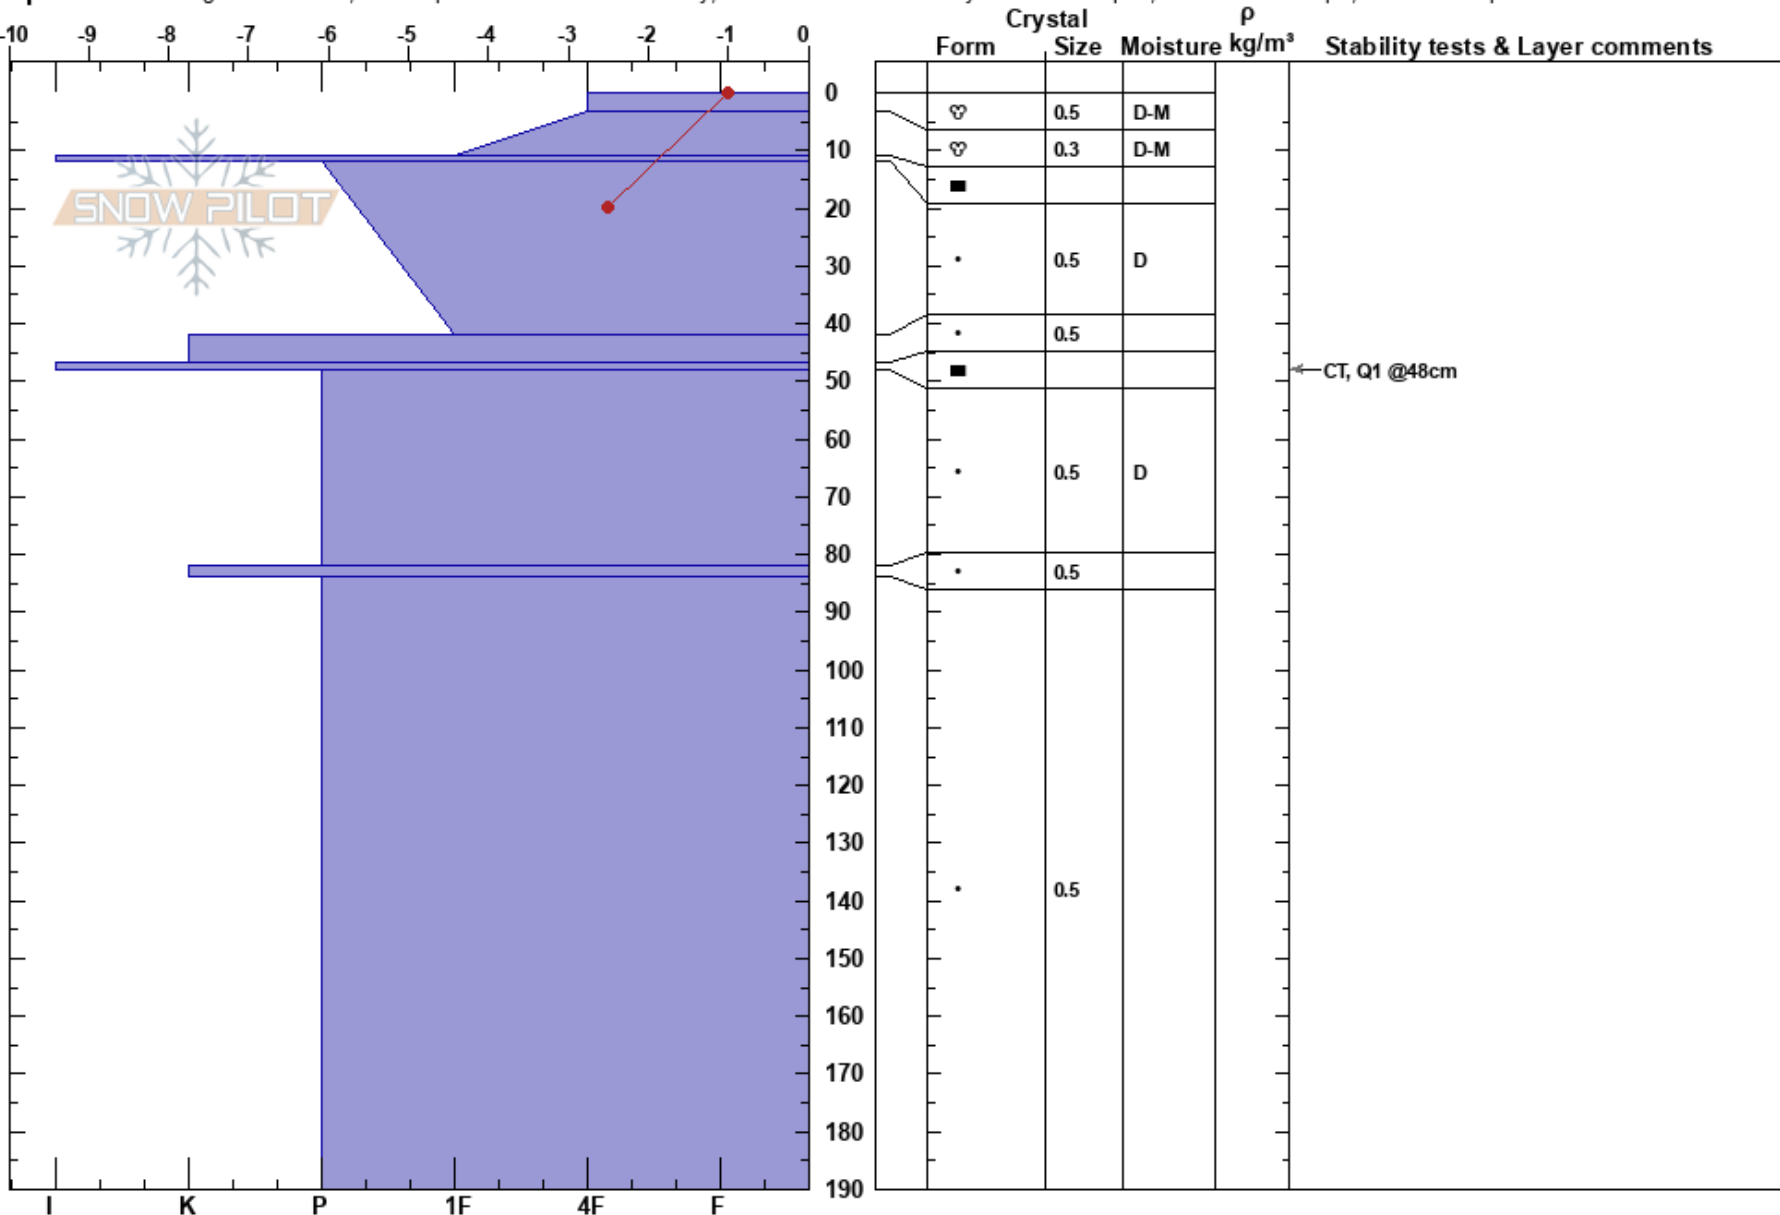 -10 -9 -8 -7 -6 -5 -4 -3 -2 -1 0
Crystal ρ
Form Size Moisture kg/m³ Stability tests & Layer comments
0
0.5 D-M
10
0.3 D-M
SNOW PILOT
20
0.5 D
30
40
0.5
50
CT, Q1 @48cm
60
0.5 D
70
80
0.5
90
100
110
120
130
140
0.5
150
160
170
180
190
I K P 1F 4F F